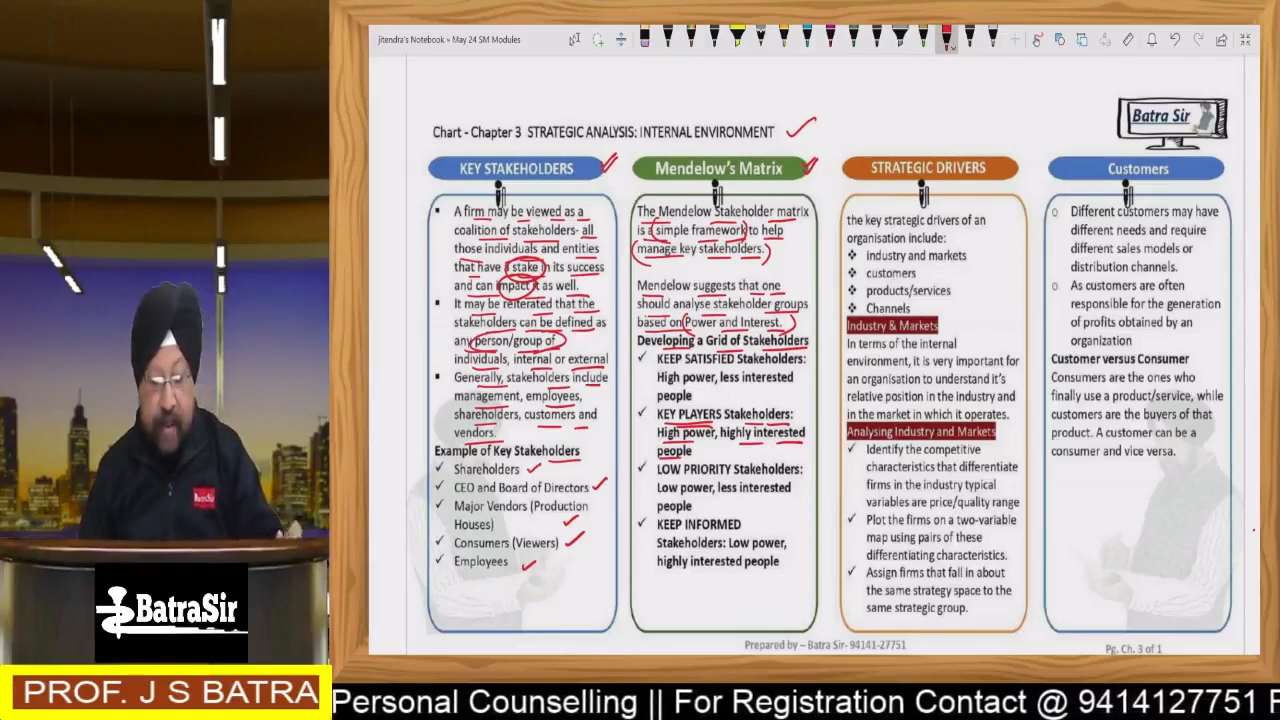 jitendra's Notebook » May 24 SM Modules
Batra Sir
Chart - Chapter 3 STRATEGIC ANALYSIS: INTERNAL ENVIRONMENT
KEY STAKEHOLDERS
▪ A firm may be viewed as a
coalition of stakeholders- all
those individuals and entities
that have a stake in its success
and can impact it as well.
▪ It may be reiterated that the
stakeholders can be defined as
any person/group of
individuals, internal or external
▪ Generally, stakeholders include
management, employees,
shareholders, customers and
vendors.
Example of Key Stakeholders
✓ Shareholders
✓ CEO and Board of Directors
✓ Major Vendors (Production
Houses)
✓ Consumers (Viewers)
✓ Employees
Mendelow's Matrix
The Mendelow Stakeholder matrix
is a simple framework to help
manage key stakeholders.
Mendelow suggests that one
should analyse stakeholder groups
based on Power and Interest.
Developing a Grid of Stakeholders
✓ KEEP SATISFIED Stakeholders:
High power, less interested
people
✓ KEY PLAYERS Stakeholders:
High power, highly interested
people
✓ LOW PRIORITY Stakeholders:
Low power, less interested
people
✓ KEEP INFORMED
Stakeholders: Low power,
highly interested people
STRATEGIC DRIVERS
the key strategic drivers of an
organisation include:
❖ industry and markets
❖ customers
❖ products/services
❖ Channels
Industry & Markets
In terms of the internal
environment, it is very important for
an organisation to understand it's
relative position in the industry and
in the market in which it operates.
Analysing Industry and Markets
✓ Identify the competitive
characteristics that differentiate
firms in the industry typical
variables are price/quality range
✓ Plot the firms on a two-variable
map using pairs of these
differentiating characteristics.
✓ Assign firms that fall in about
the same strategy space to the
same strategic group.
Customers
o Different customers may have
different needs and require
different sales models or
distribution channels.
o As customers are often
responsible for the generation
of profits obtained by an
organization
Customer versus Consumer
Consumers are the ones who
finally use a product/service, while
customers are the buyers of that
product. A customer can be a
consumer and vice versa.
Prepared by – Batra Sir- 94141-27751
Pg. Ch. 3 of 1
BatraSir
BatraSir
PROF. J S BATRA
Personal Counselling || For Registration Contact @ 9414127751 F